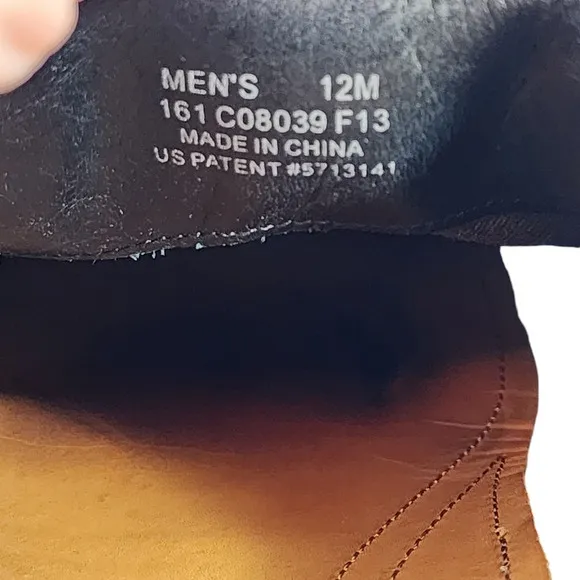 MEN'S 12M
161 C08039 F13
MADE IN CHINA
US PATENT #5713141